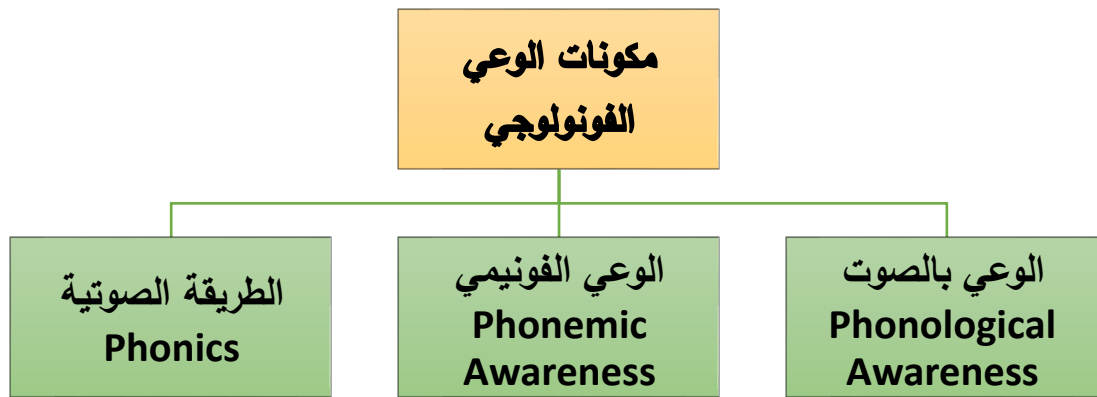 مكونات الوعي
الفونولوجي
الوعي بالصوت
Phonological
Awareness
الوعي الفونيمي
Phonemic
Awareness
الطريقة الصوتية
Phonics